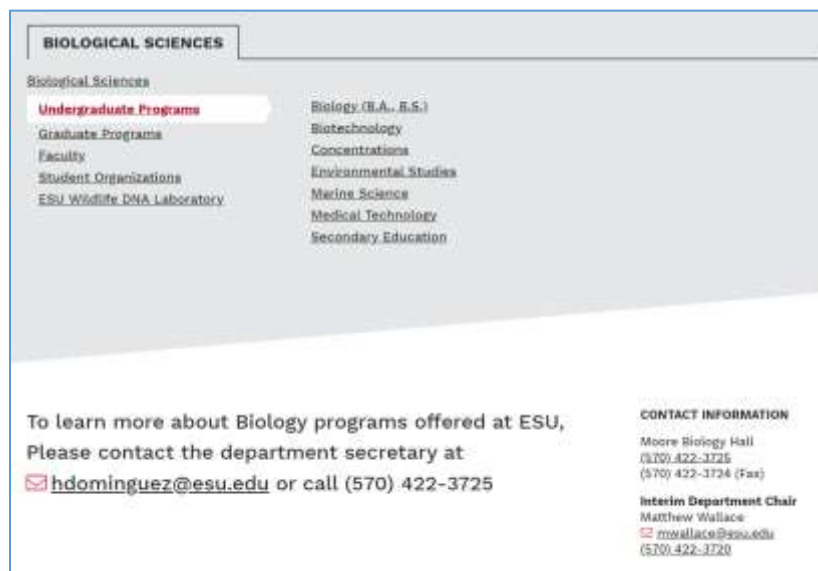 BIOLOGICAL SCIENCES
Biological Sciences
Undergraduate Programs
Graduate Programs
Faculty
Student Organizations
ESU Wildlife DNA Laboratory
Biology (B.A., B.S.)
Biotechnology
Concentrations
Environmental Studies
Marine Science
Medical Technology
Secondary Education
To learn more about Biology programs offered at ESU,
Please contact the department secretary at
hdominguez@esu.edu or call (570) 422-3725
CONTACT INFORMATION
Moore Biology Hall
(570) 422-3725
(570) 422-3724 (Fax)
Interim Department Chair
Matthew Wallace
mwallace@esu.edu
(570) 422-3720